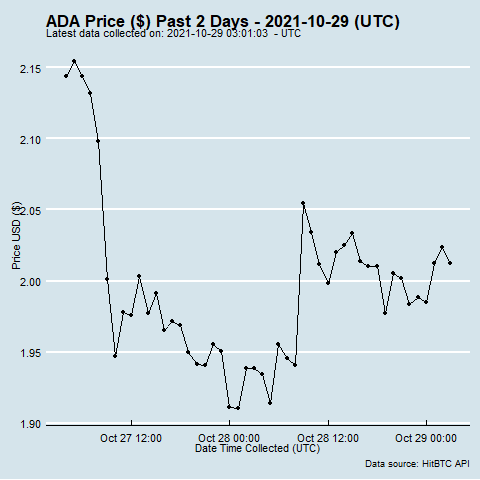 ADA Price ($) Past 2 Days - 2021-10-29 (UTC)
Latest data collected on: 2021-10-29 03:01:03 - UTC
2.15
2.10
2.05
2.00
1.95
1.90
Price USD ($)
Oct 27 12:00
Oct 28 00:00
Oct 28 12:00
Oct 29 00:00
Date Time Collected (UTC)
Data source: HitBTC API